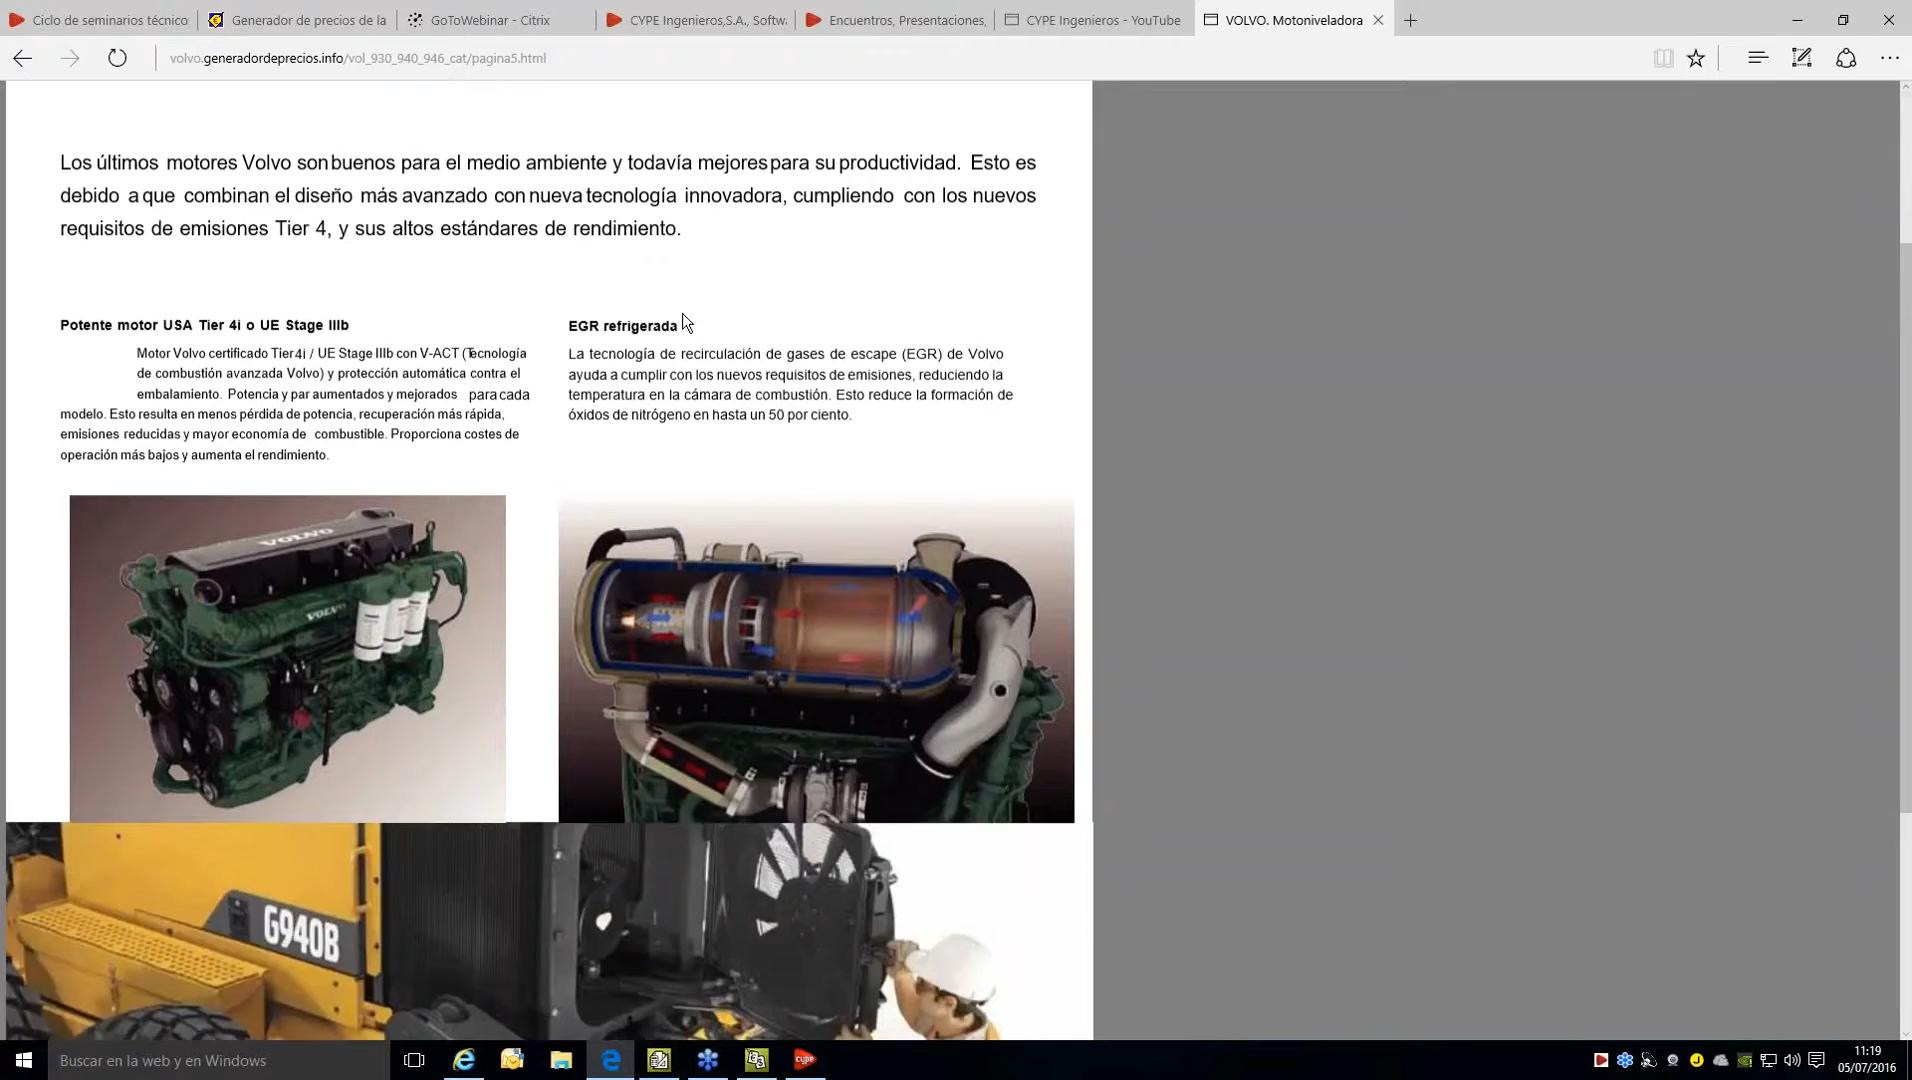 Ciclo de seminarios técnico
Generador de precios de la
GoToWebinar - Citrix
CYPE Ingenieros,S.A., Softw
Encuentros, Presentaciones,
CYPE Ingenieros - YouTube
VOLVO. Motoniveladora
volvo.generadordeprecios.info/vol_930_940_946_cat/pagina5.html
Los últimos motores Volvo son buenos para el medio ambiente y todavía mejores para su productividad. Esto es
debido a que combinan el diseño más avanzado con nueva tecnología innovadora, cumpliendo con los nuevos
requisitos de emisiones Tier 4, y sus altos estándares de rendimiento.
Potente motor USA Tier 4i o UE Stage IIIb
Motor Volvo certificado Tier 4i / UE Stage IIIb con V-ACT (Tecnología
de combustión avanzada Volvo) y protección automática contra el
embalamiento. Potencia y par aumentados y mejorados para cada
modelo. Esto resulta en menos pérdida de potencia, recuperación más rápida,
emisiones reducidas y mayor economía de combustible. Proporciona costes de
operación más bajos y aumenta el rendimiento.
EGR refrigerada
La tecnología de recirculación de gases de escape (EGR) de Volvo
ayuda a cumplir con los nuevos requisitos de emisiones, reduciendo la
temperatura en la cámara de combustión. Esto reduce la formación de
óxidos de nitrógeno en hasta un 50 por ciento.
VOLVO
VOLVO
G940B
Buscar en la web y en Windows
cype
11:19
05/07/2016